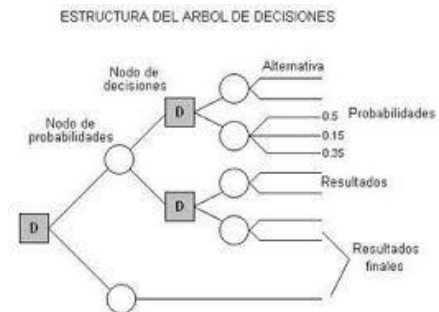 ESTRUCTURA DEL ARBOL DE DECISIONES
Alternativa
Nodo de
decisiones
Nodo de
probabilidades
D
0.5 Probabilidades
0.15
0.35
D
Resultados
D
Resultados
finales